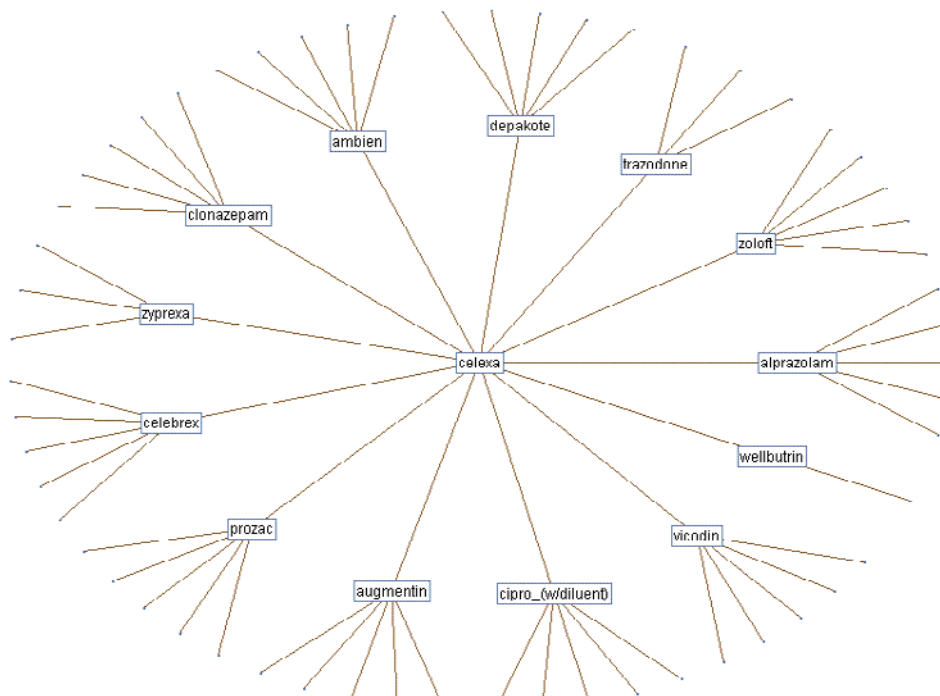 depakote
ambien
trazodone
clonazepam
zoloft
zyprexa
celexa
alprazolam
celebrex
wellbutrin
prozac
vicodin
augmentin
cipro_(w/diluent)